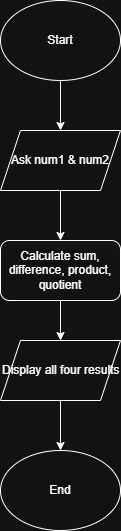 Start
Ask num1 & num2
Calculate sum,
difference, product,
quotient
Display all four results
End